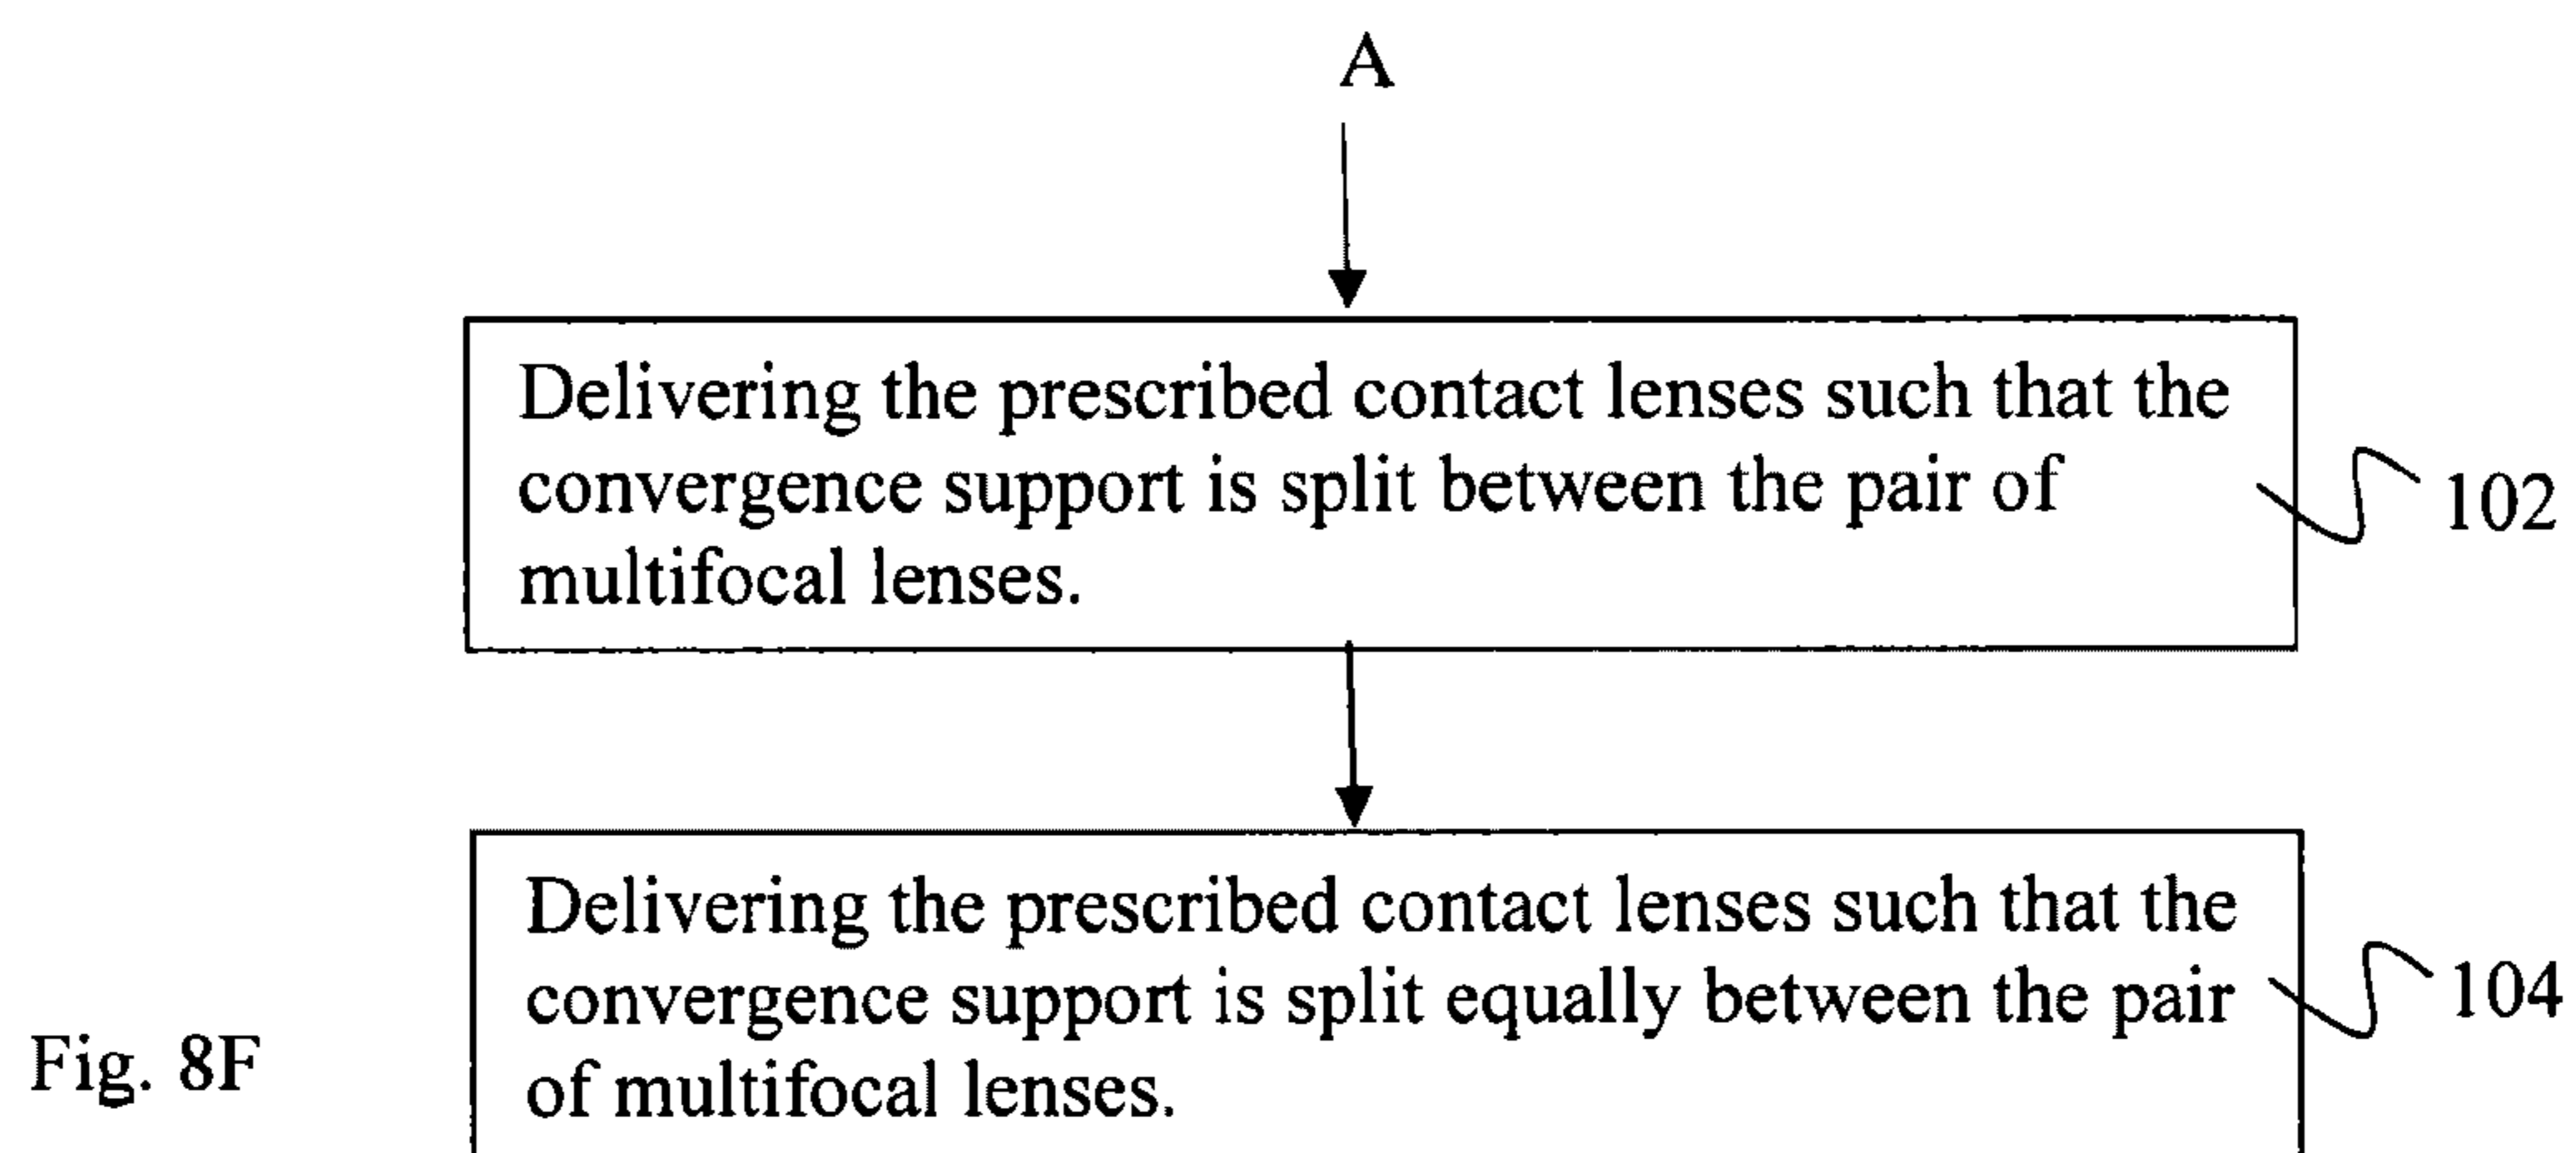 A
Delivering the prescribed contact lenses such that the
convergence support is split between the pair of
multifocal lenses.
102
Delivering the prescribed contact lenses such that the
convergence support is split equally between the pair
of multifocal lenses.
104
Fig. 8F